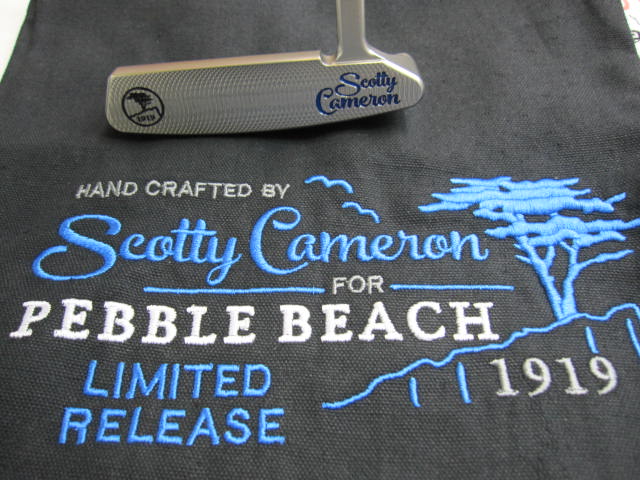 Scotty
Cameron
1919
HAND CRAFTED BY
Scotty Cameron
FOR
PEBBLE BEACH
1919
LIMITED
RELEASE